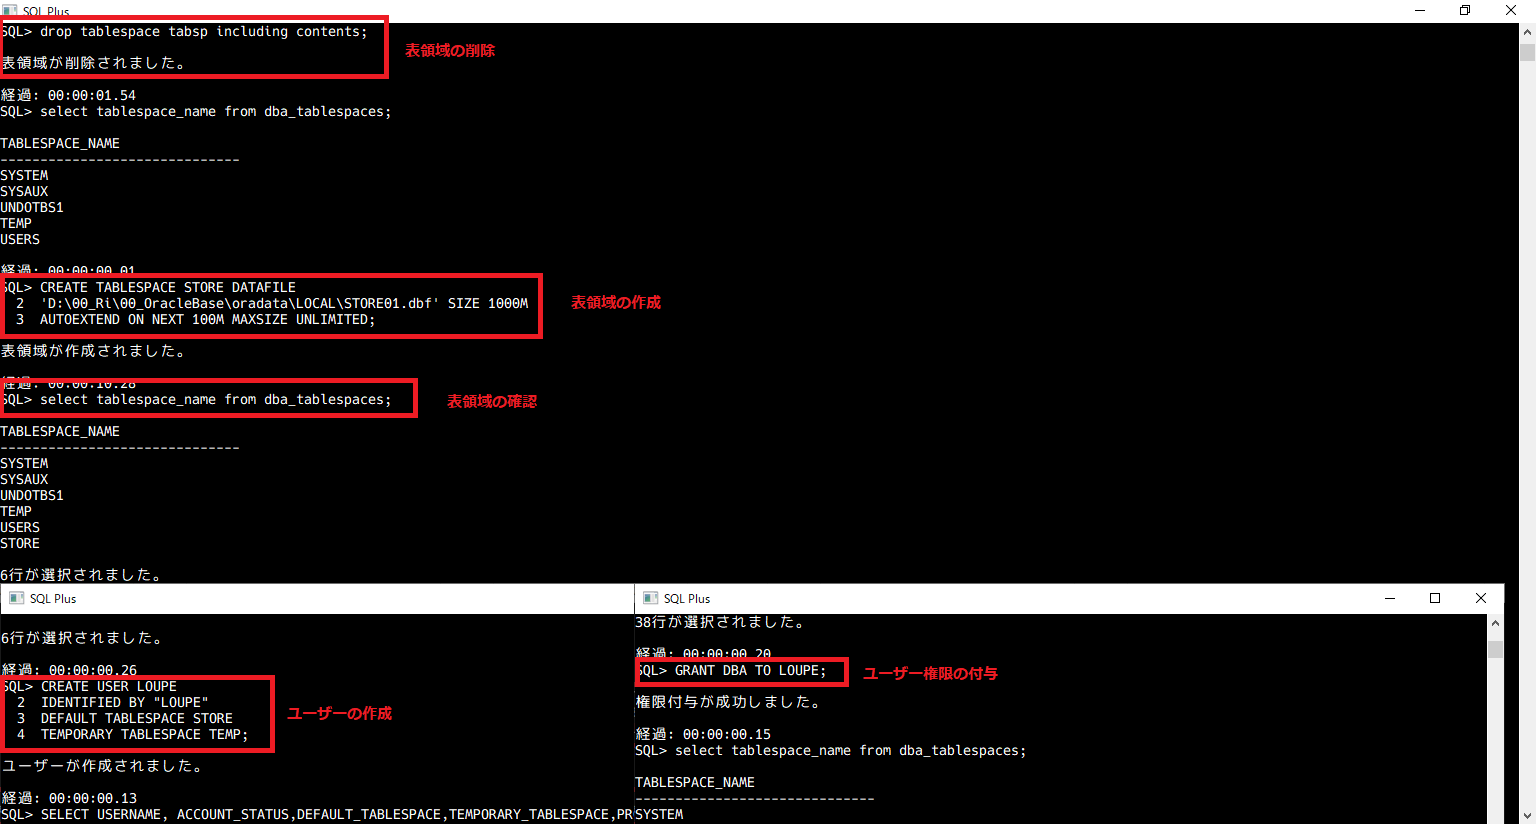 SQL Plus
SQL> drop tablespace tabsp including contents;
表領域の削除
表領域が削除されました。
経過: 00:00:01.54
SQL> select tablespace_name from dba_tablespaces;
TABLESPACE_NAME
------------------------------
SYSTEM
SYSAUX
UNDOTBS1
TEMP
USERS
経過: 00:00:00.01
SQL> CREATE TABLESPACE STORE DATAFILE
2 'D:\00_Ri\00_OracleBase\oradata\LOCAL\STORE01.dbf' SIZE 1000M
3 AUTOEXTEND ON NEXT 100M MAXSIZE UNLIMITED;
表領域の作成
表領域が作成されました。
経過: 00:00:10.28
SQL> select tablespace_name from dba_tablespaces;
表領域の確認
TABLESPACE_NAME
------------------------------
SYSTEM
SYSAUX
UNDOTBS1
TEMP
USERS
STORE
6行が選択されました。
SQL Plus
6行が選択されました。
経過: 00:00:00.26
SQL> CREATE USER LOUPE
2 IDENTIFIED BY "LOUPE"
3 DEFAULT TABLESPACE STORE
4 TEMPORARY TABLESPACE TEMP;
ユーザーの作成
ユーザーが作成されました。
経過: 00:00:00.13
SQL> SELECT USERNAME, ACCOUNT_STATUS,DEFAULT_TABLESPACE,TEMPORARY_TABLESPACE,PR
SQL Plus
38行が選択されました。
経過: 00:00:00.20
SQL> GRANT DBA TO LOUPE;
ユーザー権限の付与
権限付与が成功しました。
経過: 00:00:00.15
SQL> select tablespace_name from dba_tablespaces;
TABLESPACE_NAME
------------------------------
SYSTEM